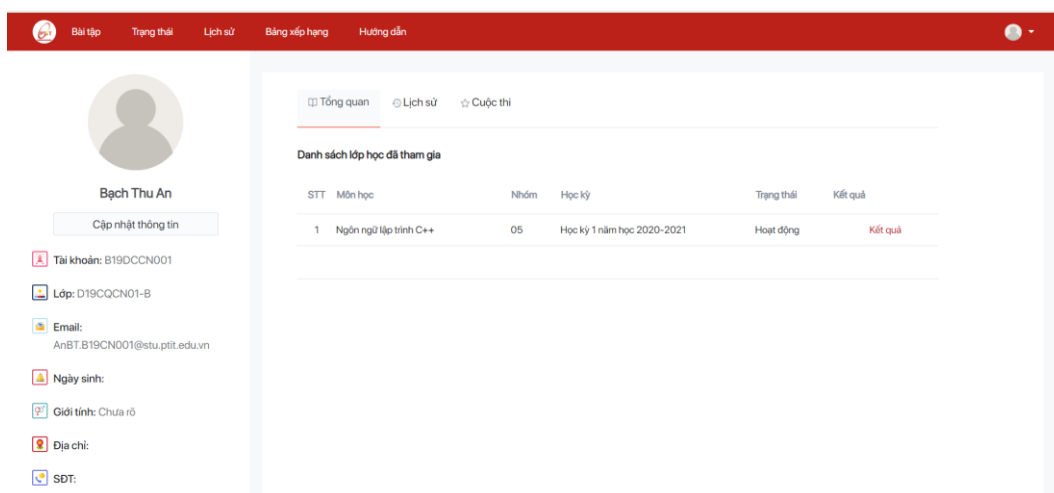 Bài tập Trạng thái Lịch sử Bảng xếp hạng Hướng dẫn
Bạch Thu An
Cập nhật thông tin
Tài khoản: B19DCCN001
Lớp: D19CQCN01-B
Email:
AnBT.B19CN001@stu.ptit.edu.vn
Ngày sinh:
Giới tính: Chưa rõ
Địa chỉ:
SĐT:
Tổng quan Lịch sử Cuộc thi
Danh sách lớp học đã tham gia
STT Môn học Nhóm Học kỳ Trạng thái Kết quả
1 Ngôn ngữ lập trình C++ 05 Học kỳ 1 năm học 2020-2021 Hoạt động Kết quả